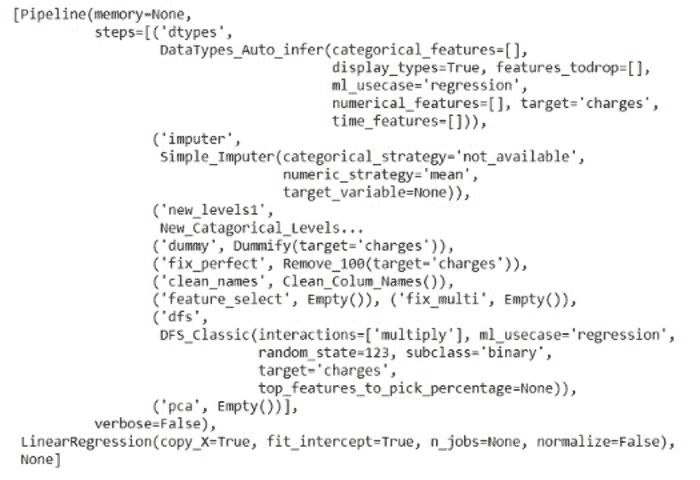 [Pipeline(memory=None,
steps=[('dtypes',
DataTypes_Auto_infer(categorical_features=[],
display_types=True, features_todrop=[],
ml_usecase='regression',
numerical_features=[], target='charges',
time_features=[])),
('imputer',
Simple_Imputer(categorical_strategy='not_available',
numeric_strategy='mean',
target_variable=None)),
('new_levels1',
New_Catagorical_Levels...
('dummy', Dummify(target='charges')),
('fix_perfect', Remove_100(target='charges')),
('clean_names', Clean_Colum_Names()),
('feature_select', Empty()), ('fix_multi', Empty()),
('dfs',
DFS_Classic(interactions=['multiply'], ml_usecase='regression',
random_state=123, subclass='binary',
target='charges',
top_features_to_pick_percentage=None)),
('pca', Empty())],
verbose=False),
LinearRegression(copy_X=True, fit_intercept=True, n_jobs=None, normalize=False),
None]